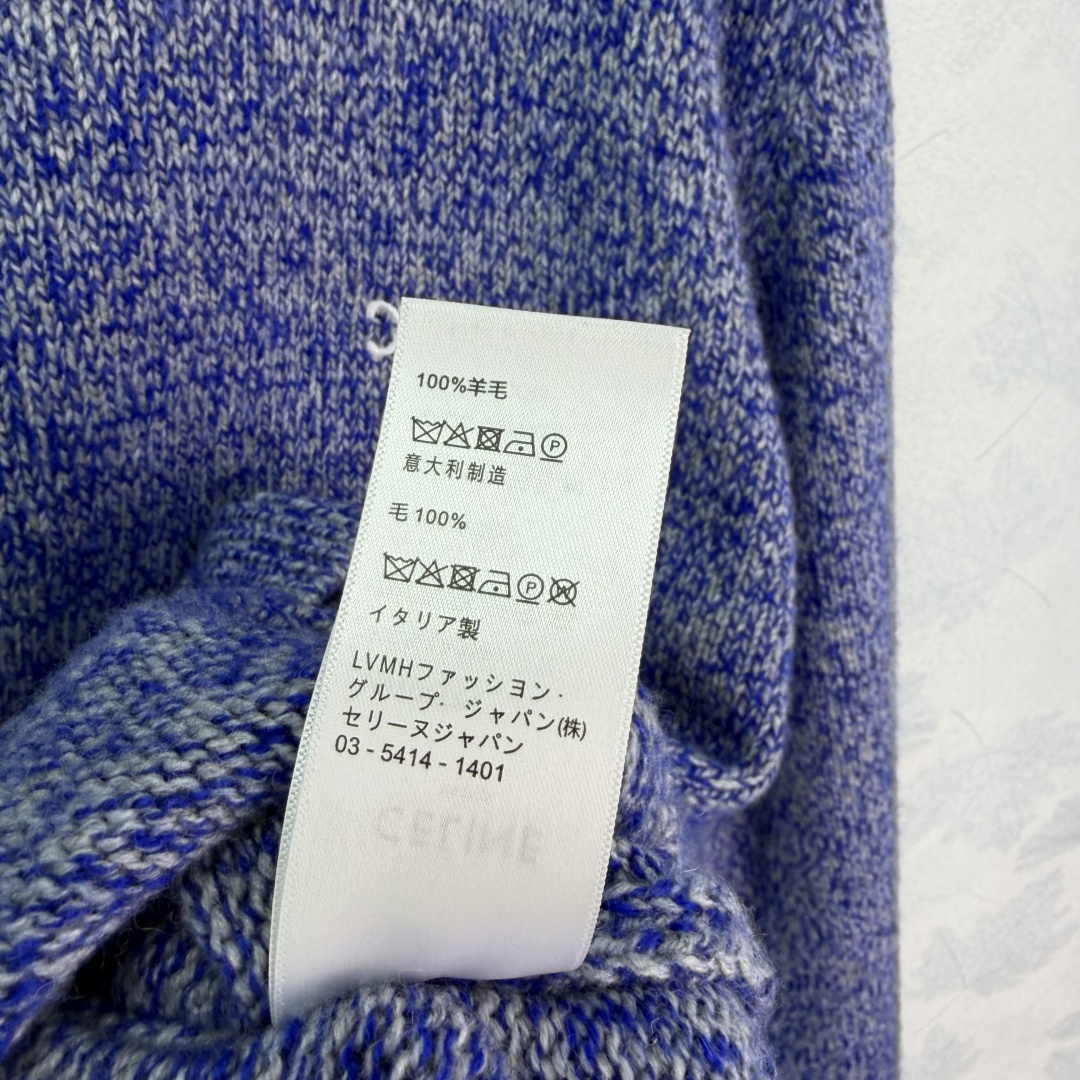 100%羊毛
P
意大利制造
毛 100%
P W
イタリア製
LVMHファッシヨン·
グループ· ジャパン(株)
セリーヌジャパン
03 - 5414 - 1401
CELINE